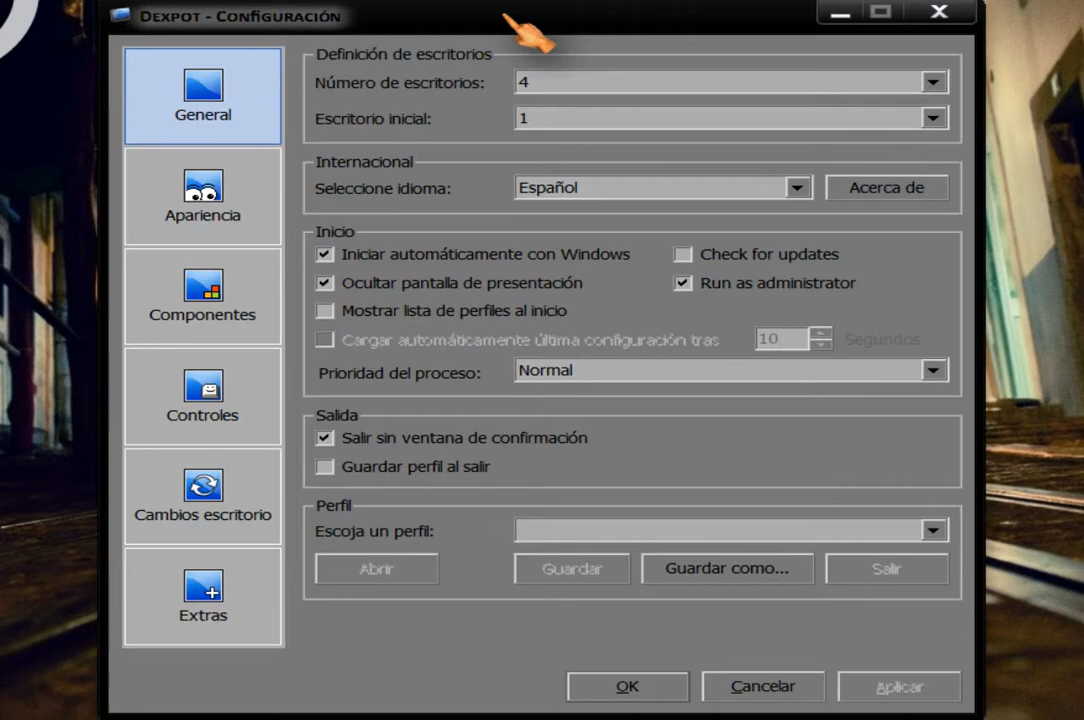 Dexpot - Configuración
General
Apariencia
Componentes
Controles
Cambios escritorio
Extras
Definición de escritorios
Número de escritorios: 4
Escritorio inicial: 1
Internacional
Seleccione idioma: Español Acerca de
Inicio
Iniciar automáticamente con Windows Check for updates
Ocultar pantalla de presentación Run as administrator
Mostrar lista de perfiles al inicio
Cargar automáticamente última configuración tras 10 Segundos
Prioridad del proceso: Normal
Salida
Salir sin ventana de confirmación
Guardar perfil al salir
Perfil
Escoja un perfil:
Abrir Guardar Guardar como... Salir
OK Cancelar Aplicar